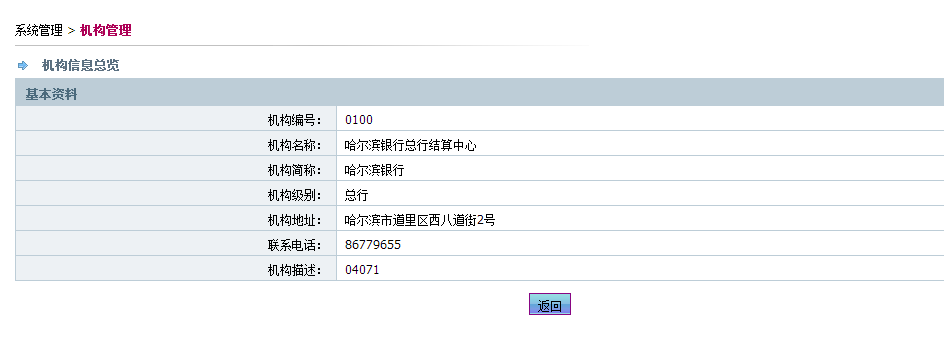 系统管理 > 机构管理
机构信息总览
基本资料
机构编号： 0100
机构名称： 哈尔滨银行总行结算中心
机构简称： 哈尔滨银行
机构级别： 总行
机构地址： 哈尔滨市道里区西八道街2号
联系电话： 86779655
机构描述： 04071
返回